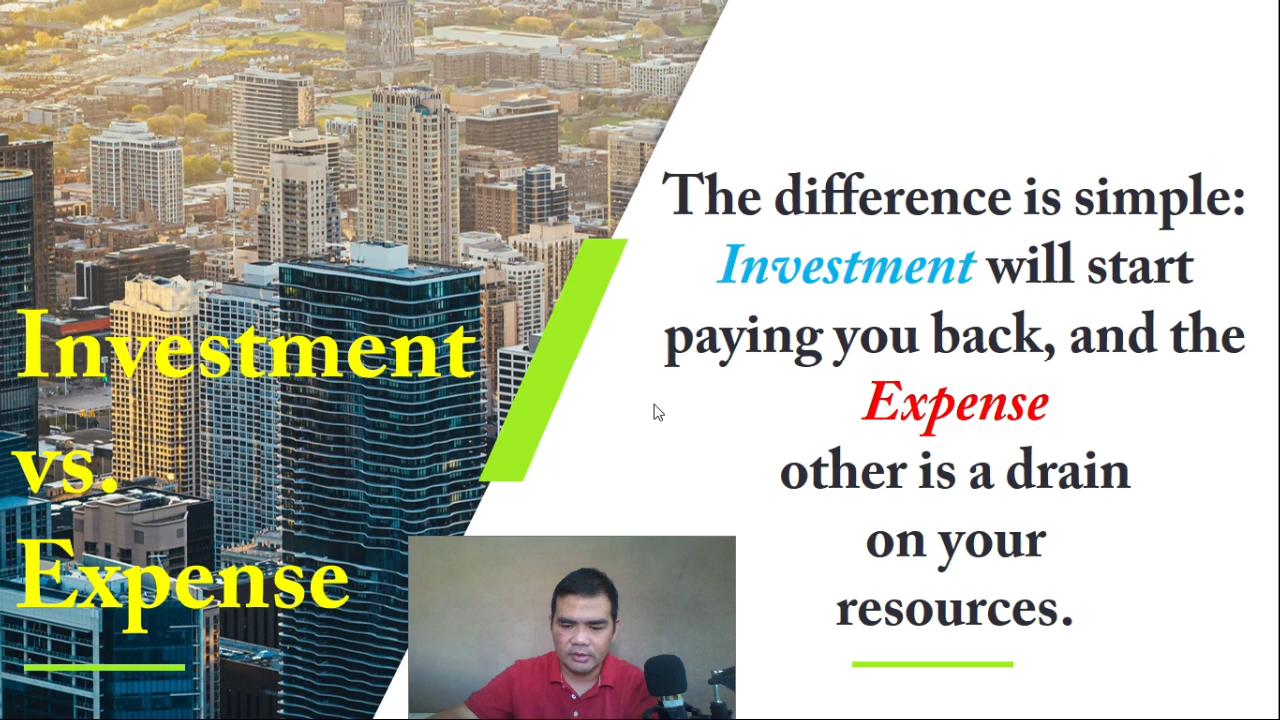 Investment
vs.
Expense
The difference is simple:
Investment will start
paying you back, and the
Expense
other is a drain
on your
resources.